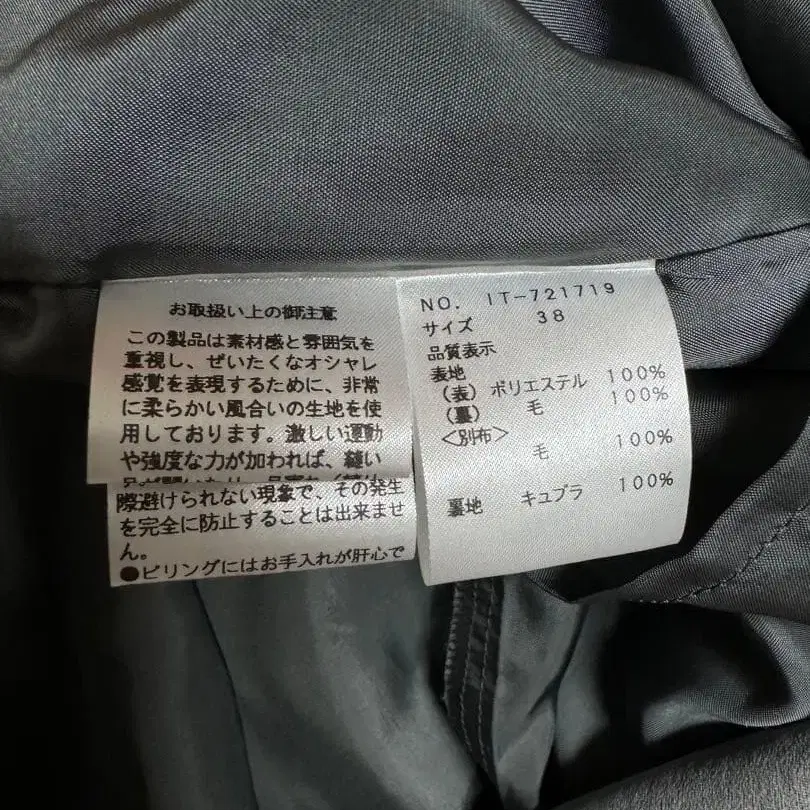 お取扱い上の御注意
この製品は素材感と雰囲気を
重視し、ぜいたくなオシャレ
感覚を表現するために、非常
に柔らかい風合いの生地を使
用しております。激しい運動
や強度な力が加われば、縫い
際避けられない現象で、その発生
を完全に防止することは出来ませ
ん。
●ピリングにはお手入れが肝心で
NO. IT-721719
サイズ 38
品質表示
表地
(表) ポリエステル 100%
(裏) 毛 100%
<別布>
毛 100%
裏地 キュプラ 100%